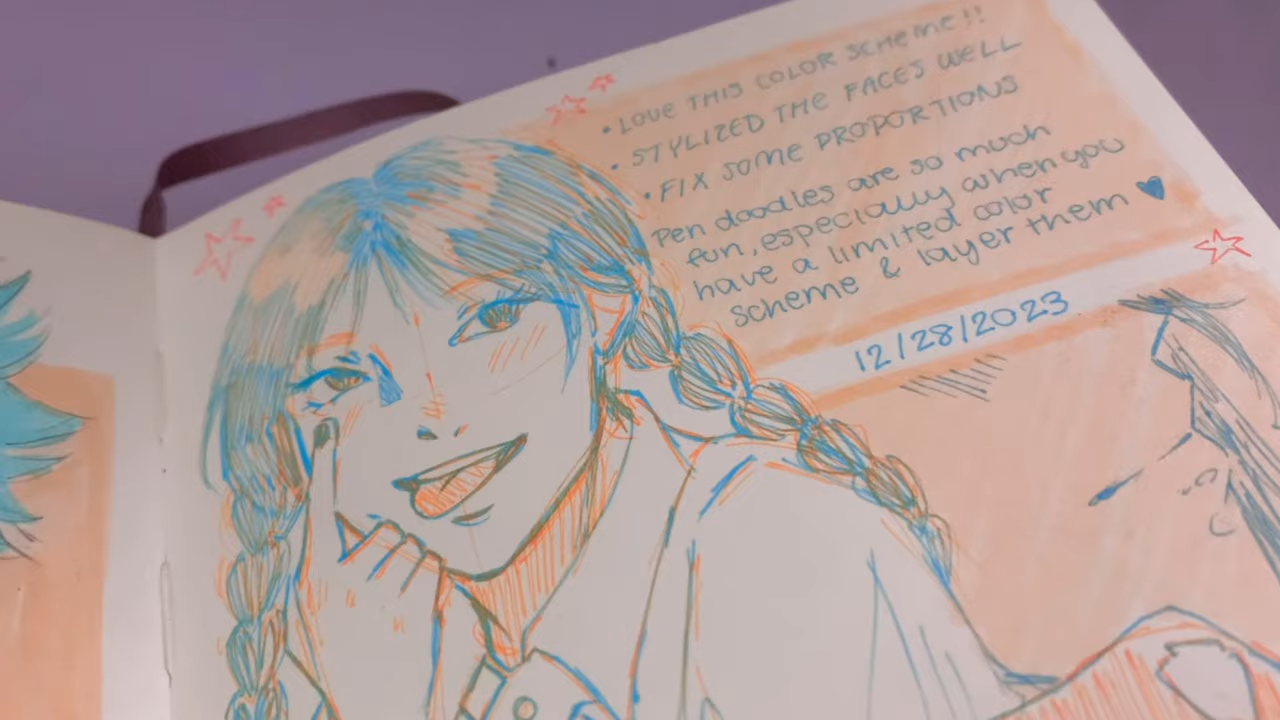 • LOVE THIS COLOR SCHEME!!
• STYLIZED THE FACES WELL
• FIX SOME PROPORTIONS
Pen doodles are so much
fun, especially when you
have a limited color
scheme & layer them ♥
12/28/2023